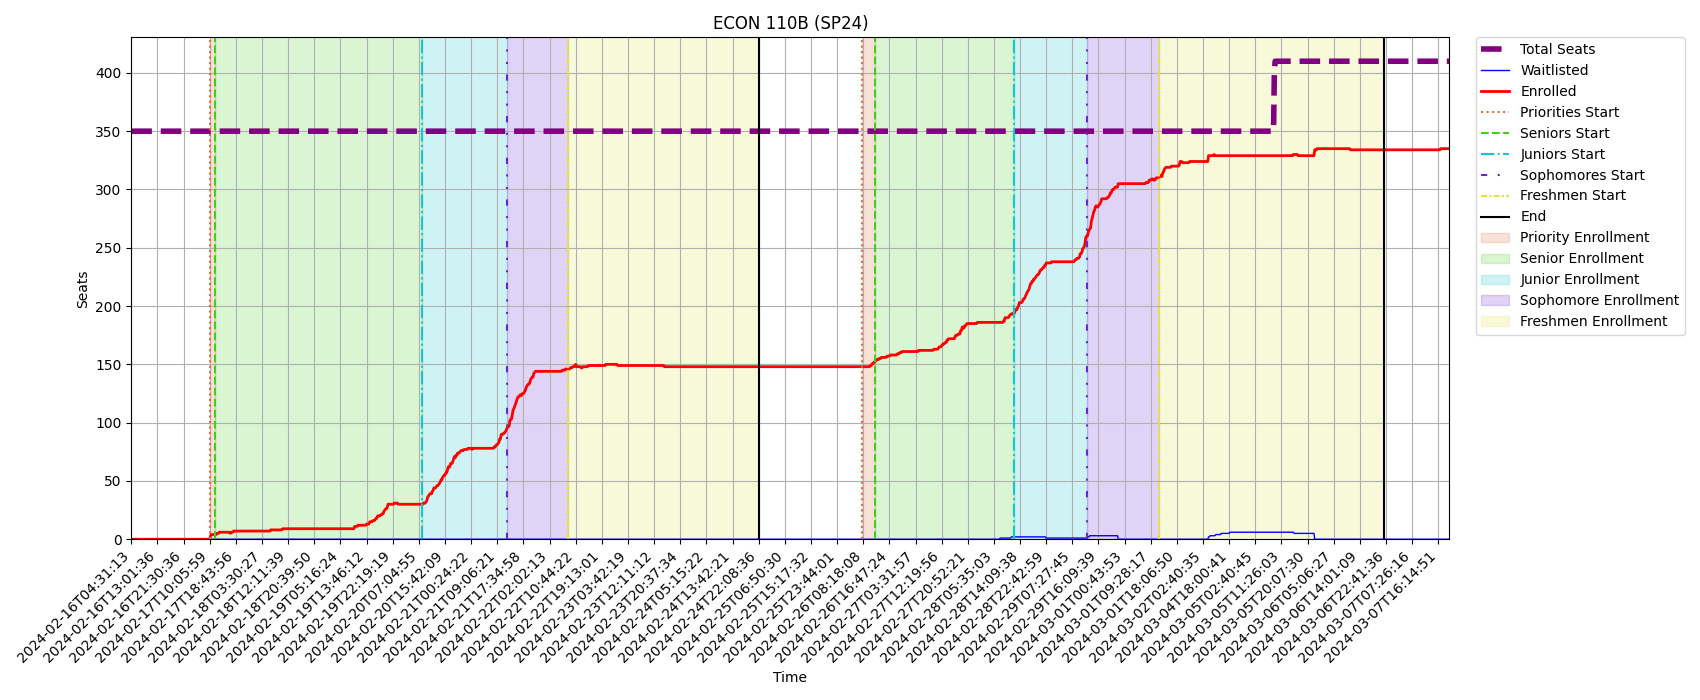 ECON 110B (SP24)
Seats
400
350
300
250
200
150
100
50
0
2024-02-16T04:31:13
2024-02-16T13:01:36
2024-02-16T21:30:36
2024-02-17T10:05:59
2024-02-17T18:43:56
2024-02-18T03:30:27
2024-02-18T12:11:39
2024-02-18T20:39:50
2024-02-19T05:16:24
2024-02-19T13:46:12
2024-02-19T22:19:19
2024-02-20T07:04:55
2024-02-20T15:42:09
2024-02-21T00:24:22
2024-02-21T09:06:21
2024-02-21T17:34:58
2024-02-22T02:02:13
2024-02-22T10:44:22
2024-02-22T19:13:01
2024-02-23T03:42:19
2024-02-23T12:11:12
2024-02-23T20:37:34
2024-02-24T05:15:22
2024-02-24T13:42:21
2024-02-24T22:08:36
2024-02-25T06:50:30
2024-02-25T15:17:32
2024-02-25T23:44:01
2024-02-26T08:18:09
2024-02-26T16:47:24
2024-02-27T03:31:57
2024-02-27T12:19:56
2024-02-27T20:52:21
2024-02-28T05:35:03
2024-02-28T14:09:38
2024-02-28T22:42:59
2024-02-29T07:27:45
2024-02-29T16:09:39
2024-03-01T00:43:53
2024-03-01T09:28:17
2024-03-01T18:06:50
2024-03-02T02:40:35
2024-03-04T18:00:41
2024-03-05T02:40:45
2024-03-05T11:26:03
2024-03-05T20:07:30
2024-03-06T05:06:27
2024-03-06T14:01:09
2024-03-06T22:41:36
2024-03-07T07:26:16
2024-03-07T16:14:51
Time
Total Seats
Waitlisted
Enrolled
Priorities Start
Seniors Start
Juniors Start
Sophomores Start
Freshmen Start
End
Priority Enrollment
Senior Enrollment
Junior Enrollment
Sophomore Enrollment
Freshmen Enrollment